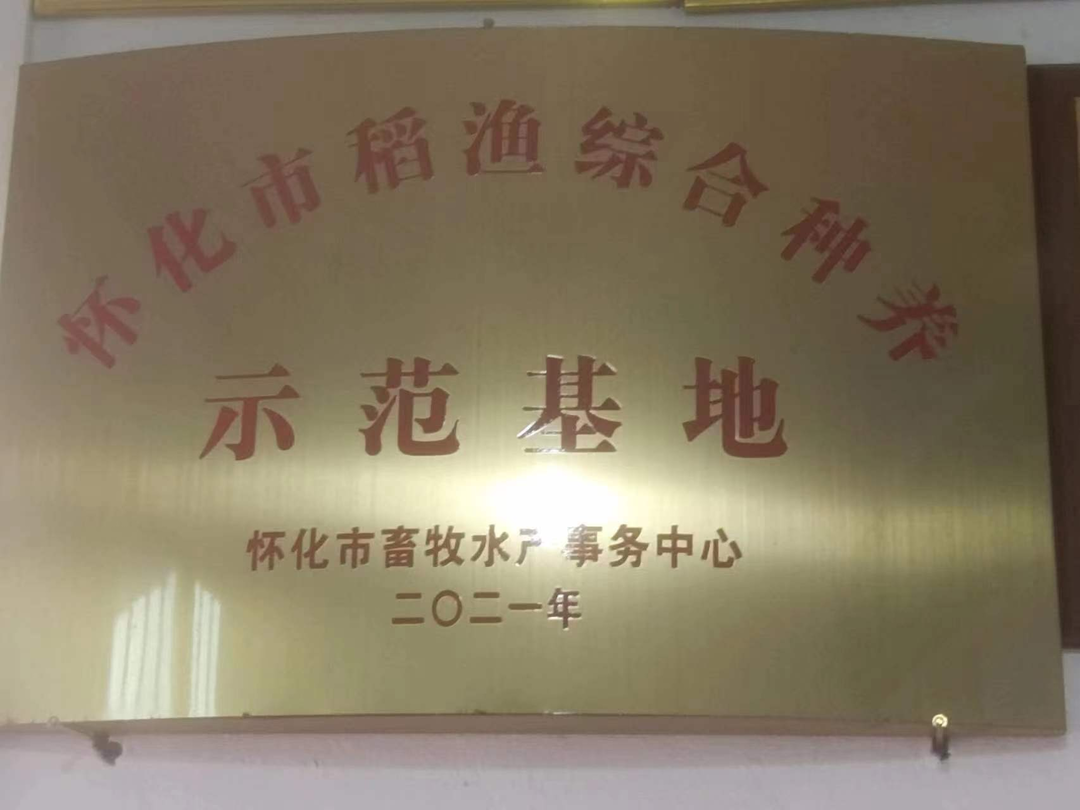 怀化市稻渔综合种养
示范基地
怀化市畜牧水产事务中心
二〇二一年